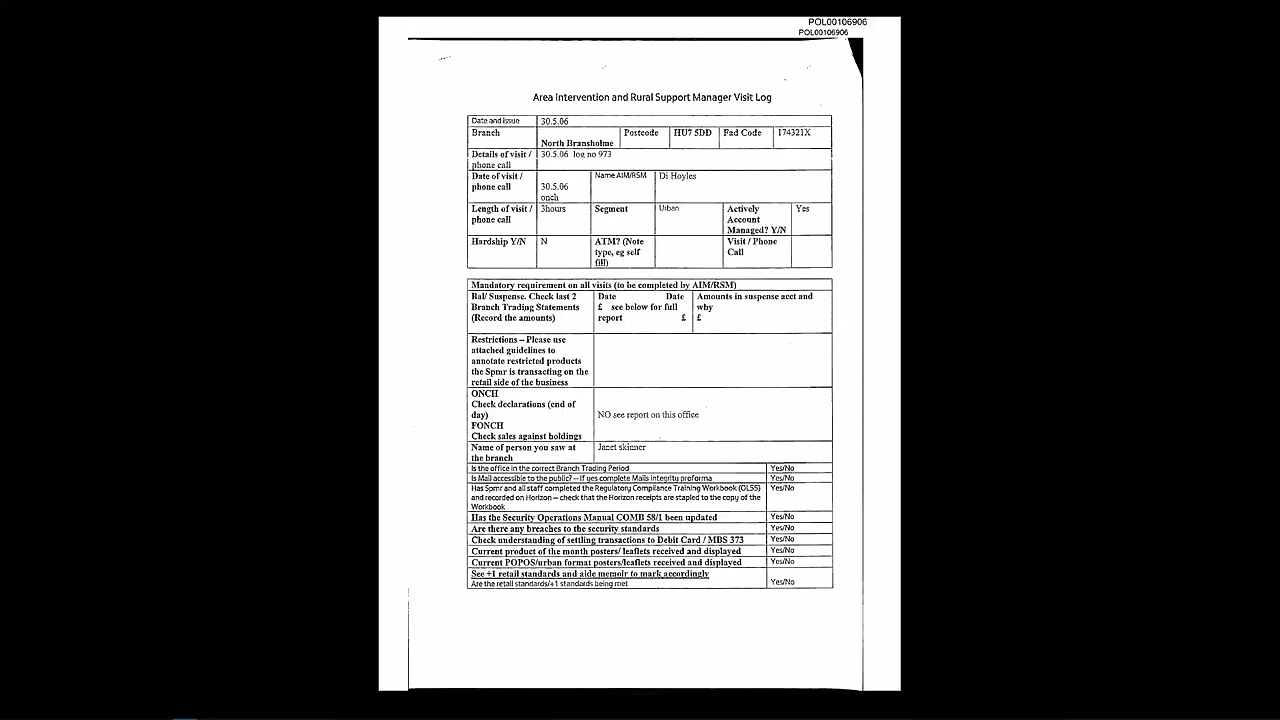 POL00106906
POL00106906
Area Intervention and Rural Support Manager Visit Log
Date and issue 30.5.06
Branch North Bransholme Postcode HU7 5DD Fad Code 174321X
Details of visit / phone call 30.5.06 log no 973
Date of visit / phone call 30.5.06 onch Name AIM/RSM Di Hoyles
Length of visit / phone call 3hours Segment Urban Actively Account Managed? Y/N Yes
Hardship Y/N N ATM? (Note type, eg self fill) Visit / Phone Call
Mandatory requirement on all visits (to be completed by AIM/RSM)
Bal/ Suspense. Check last 2 Date Date Amounts in suspense acct and
Branch Trading Statements £ see below for full why
(Record the amounts) report £ £
Restrictions – Please use
attached guidelines to
annotate restricted products
the Spmr is transacting on the
retail side of the business
ONCH
Check declarations (end of
day) NO see report on this office
FONCH
Check sales against holdings
Name of person you saw at Janet skinner
the branch
Is the office in the correct Branch Trading Period Yes/No
Is Mail accessible to the public? – If yes complete Mails Integrity proforma Yes/No
Has Spmr and all staff completed the Regulatory Compliance Training Workbook (OL55) Yes/No
and recorded on Horizon – check that the Horizon receipts are stapled to the copy of the
Workbook
Has the Security Operations Manual COMB 58/1 been updated Yes/No
Are there any breaches to the security standards Yes/No
Check understanding of settling transactions to Debit Card / MBS 373 Yes/No
Current product of the month posters/ leaflets received and displayed Yes/No
Current POPOS/urban format posters/leaflets received and displayed Yes/No
See +1 retail standards and aide memoir to mark accordingly
Are the retail standards/+1 standards being met Yes/No